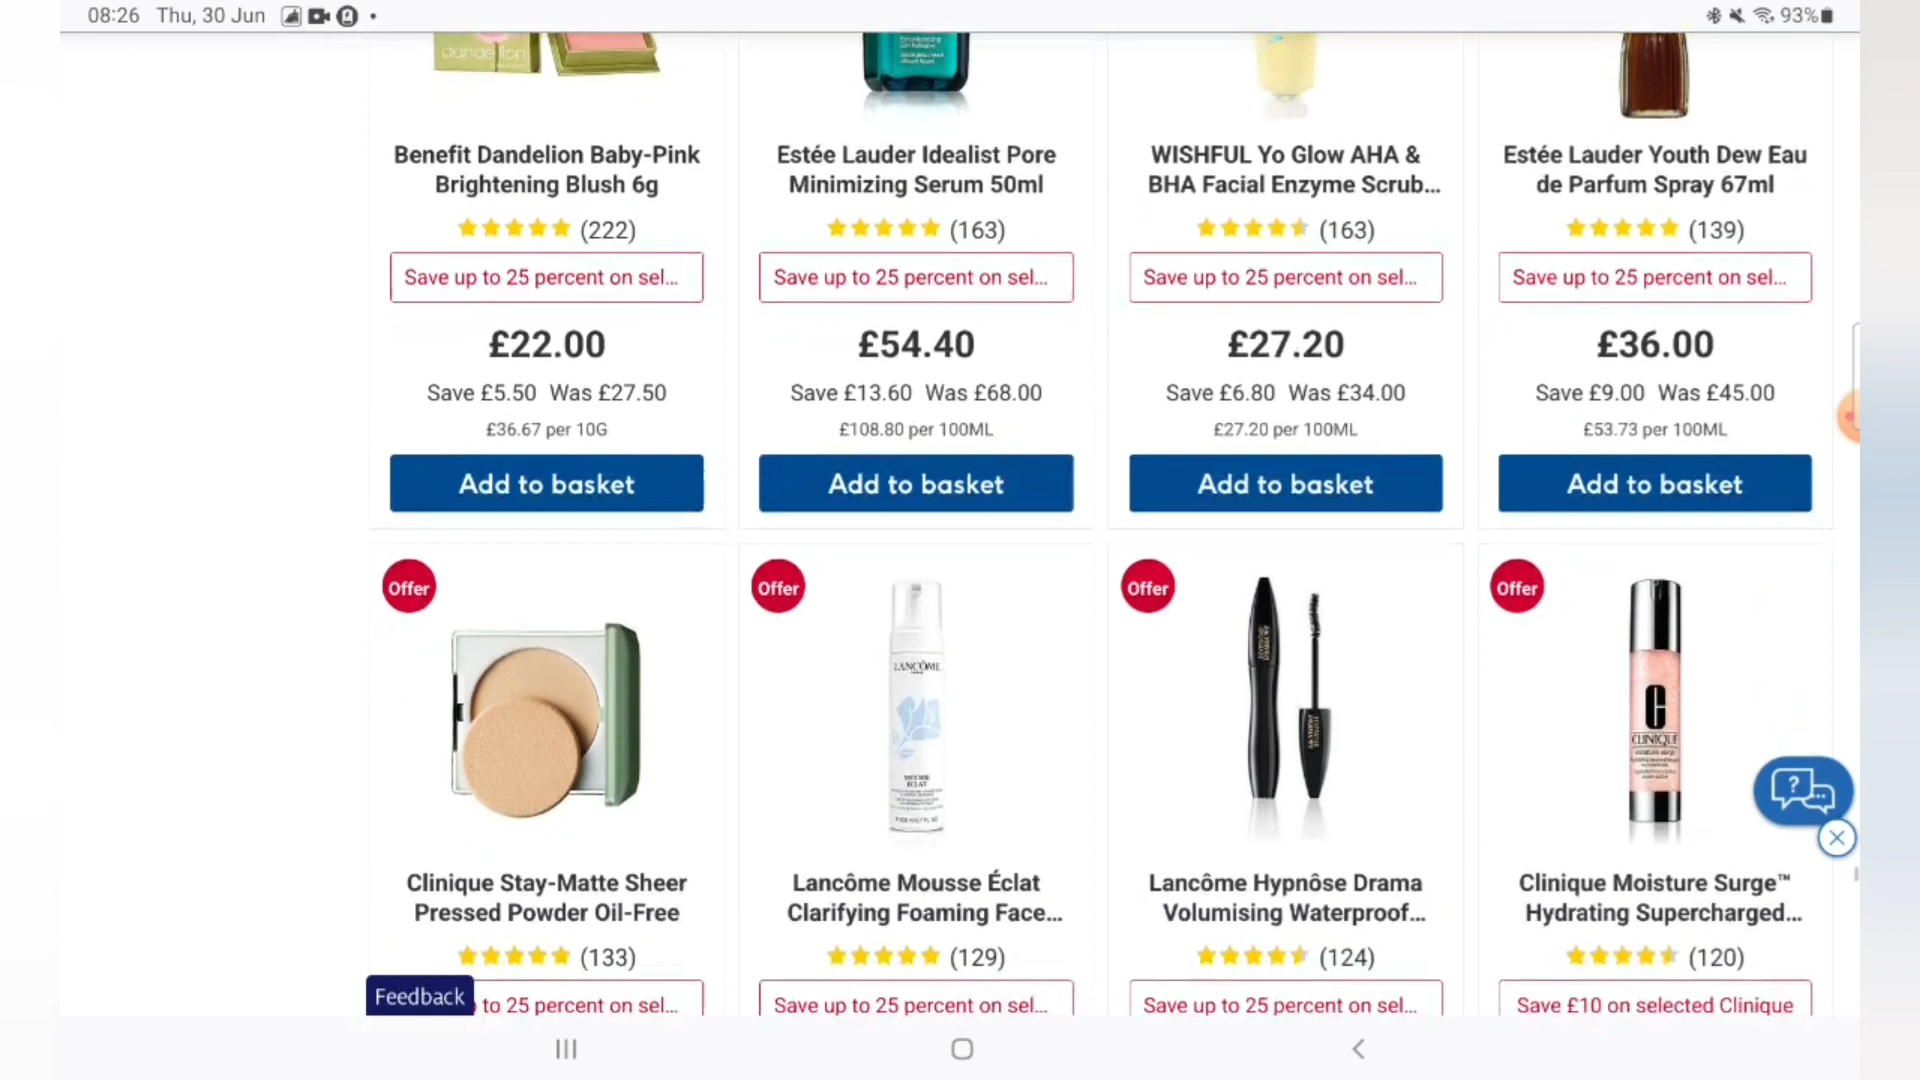 08:26 Thu, 30 Jun
93%
dandelion
Benefit Dandelion Baby-Pink
Brightening Blush 6g
(222)
Save up to 25 percent on sel...
£22.00
Save £5.50 Was £27.50
£36.67 per 10G
Add to basket
Estée Lauder Idealist Pore
Minimizing Serum 50ml
(163)
Save up to 25 percent on sel...
£54.40
Save £13.60 Was £68.00
£108.80 per 100ML
Add to basket
WISHFUL Yo Glow AHA &
BHA Facial Enzyme Scrub...
(163)
Save up to 25 percent on sel...
£27.20
Save £6.80 Was £34.00
£27.20 per 100ML
Add to basket
Estée Lauder Youth Dew Eau
de Parfum Spray 67ml
(139)
Save up to 25 percent on sel...
£36.00
Save £9.00 Was £45.00
£53.73 per 100ML
Add to basket
Offer
Clinique Stay-Matte Sheer
Pressed Powder Oil-Free
(133)
to 25 percent on sel...
Offer
LANCÔME
PARIS
MOUSSE
ÉCLAT
Lancôme Mousse Éclat
Clarifying Foaming Face...
(129)
Save up to 25 percent on sel...
Offer
Lancôme Hypnôse Drama
Volumising Waterproof...
(124)
Save up to 25 percent on sel...
Offer
CLINIQUE
moisture surge
Clinique Moisture Surge™
Hydrating Supercharged...
(120)
Save £10 on selected Clinique
Feedback